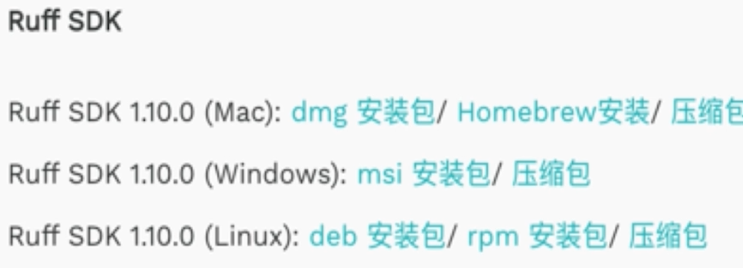 Ruff SDK
Ruff SDK 1.10.0 (Mac): dmg 安装包/ Homebrew安装/ 压缩包
Ruff SDK 1.10.0 (Windows): msi 安装包/ 压缩包
Ruff SDK 1.10.0 (Linux): deb 安装包/ rpm 安装包/ 压缩包